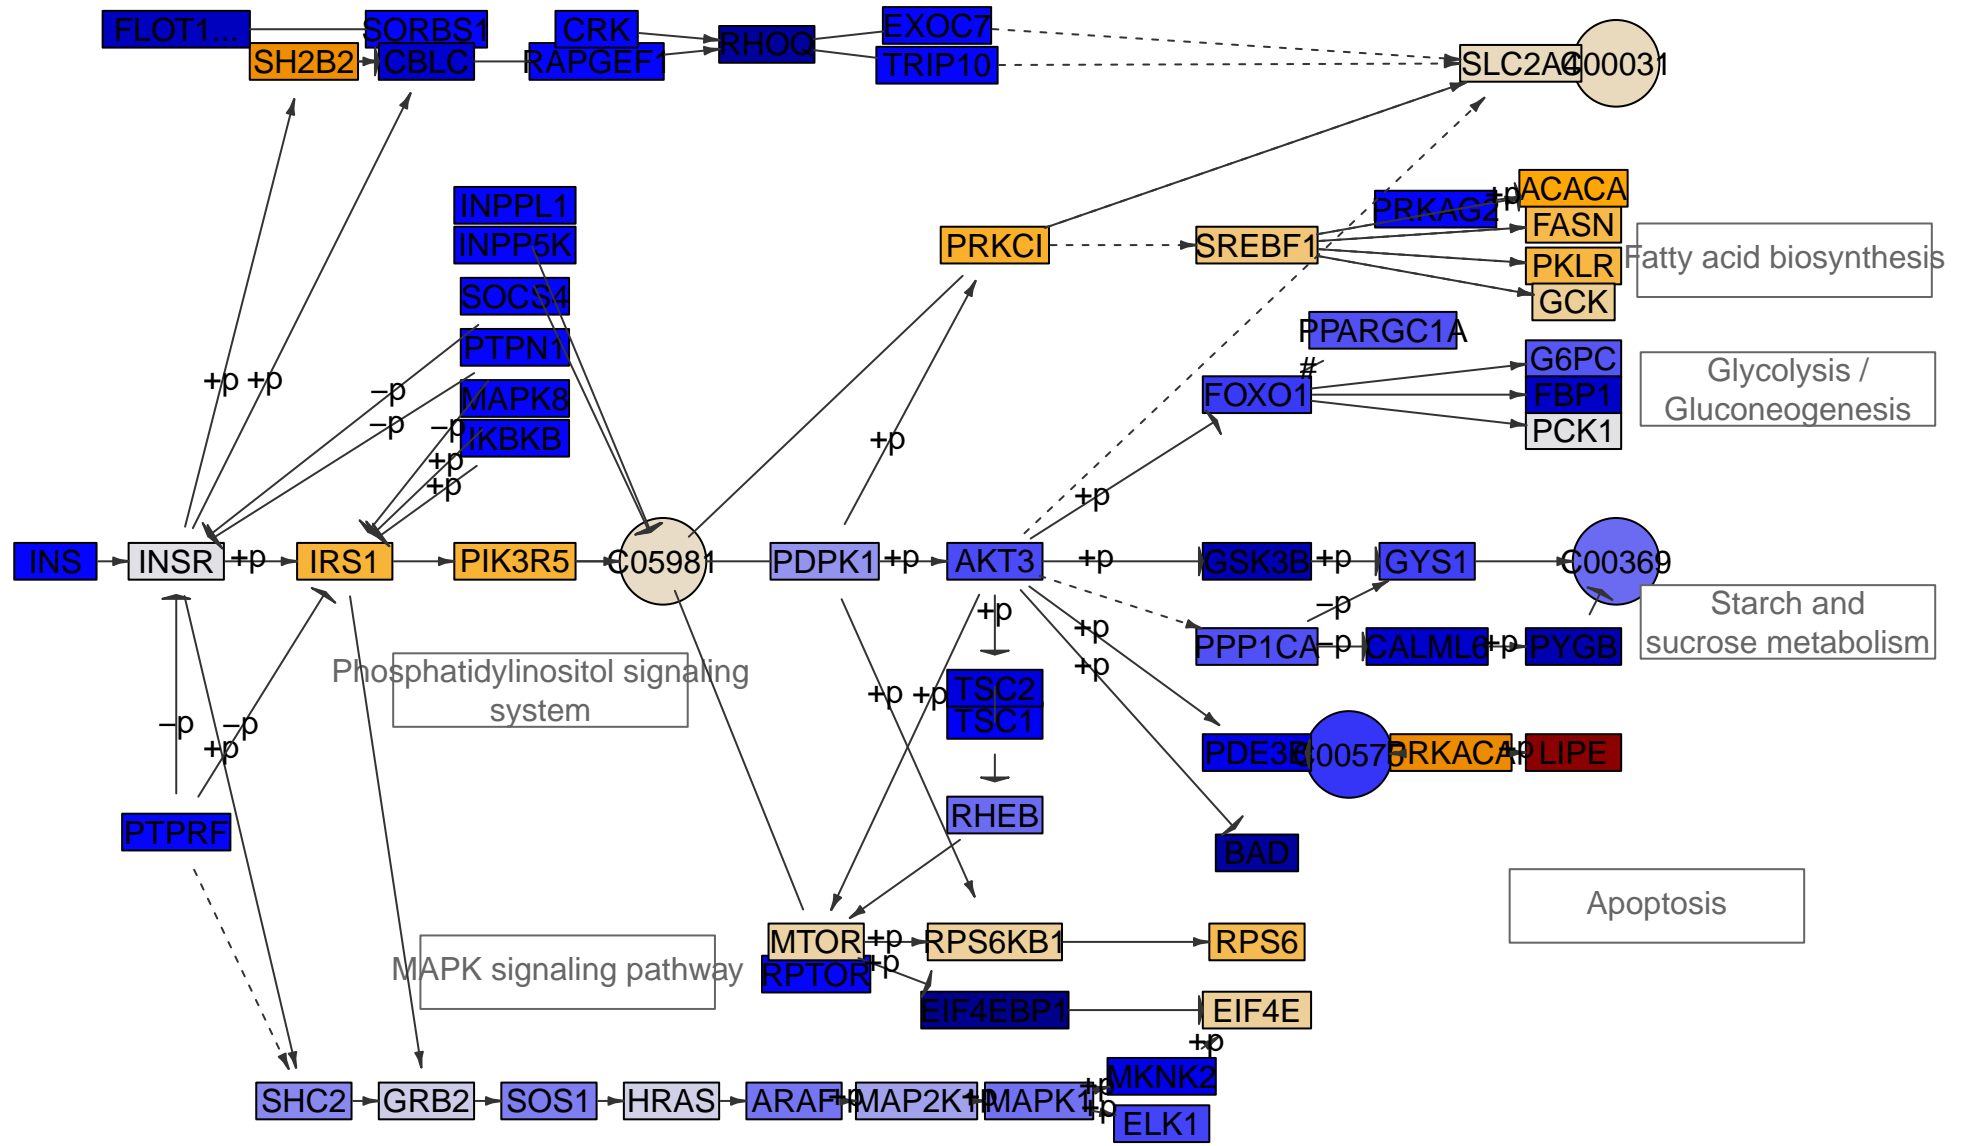 FLOT1...
SORBS1
CRK
RHOQ
EXOC7
SH2B2
CBLC
RAPGEF1
TRIP10
SLC2A4
C00031
INPPL1
INPP5K
SOCS4
PTPN1
MAPK8
IKBKB
PRKCI
SREBF1
PRKAG2
+p
ACACA
FASN
PKLR
GCK
Fatty acid biosynthesis
PPARGC1A
#
FOXO1
G6PC
FBP1
PCK1
Glycolysis /
Gluconeogenesis
+p
+p
−p
−p
−p
+p
+p
+p
+p
INS
INSR
+p
IRS1
PIK3R5
C05981
PDPK1
+p
AKT3
+p
GSK3B
+p
GYS1
C00369
+p
−p
+p
PPP1CA
−p
CALML6
+p
PYGB
Starch and
sucrose metabolism
+p
Phosphatidylinositol signaling
system
+p
+p
TSC2
TSC1
−p
−p
+p
PDE3B
C00575
PRKACA
+p
LIPE
PTPRF
RHEB
BAD
Apoptosis
MTOR
+p
RPS6KB1
RPS6
RPTOR
+p
MAPK signaling pathway
EIF4EBP1
EIF4E
+p
MKNK2
SHC2
GRB2
SOS1
HRAS
ARAF
+p
MAP2K1
+p
MAPK1
+p
+p
ELK1